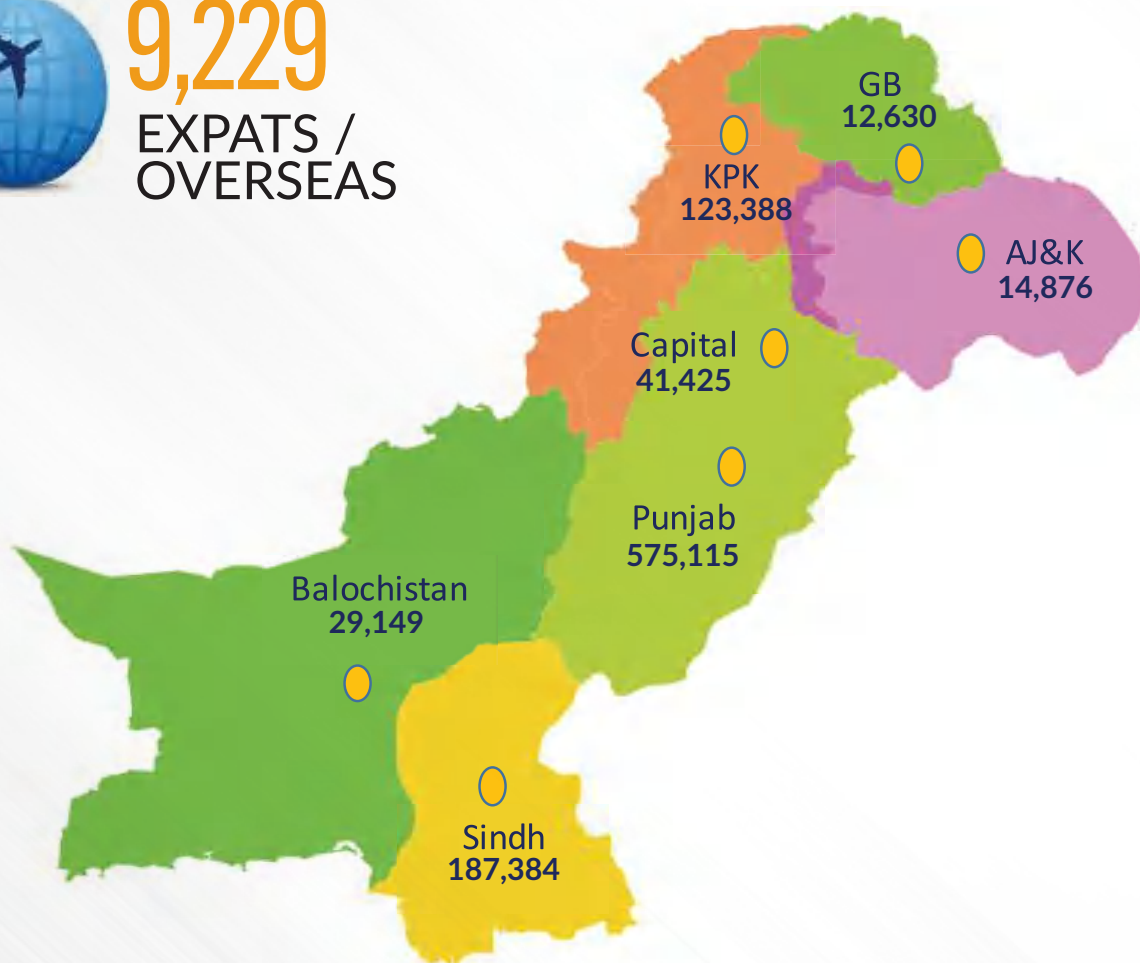 9,229
EXPATS /
OVERSEAS
GB
12,630
KPK
123,388
AJ&K
14,876
Capital
41,425
Punjab
575,115
Balochistan
29,149
Sindh
187,384